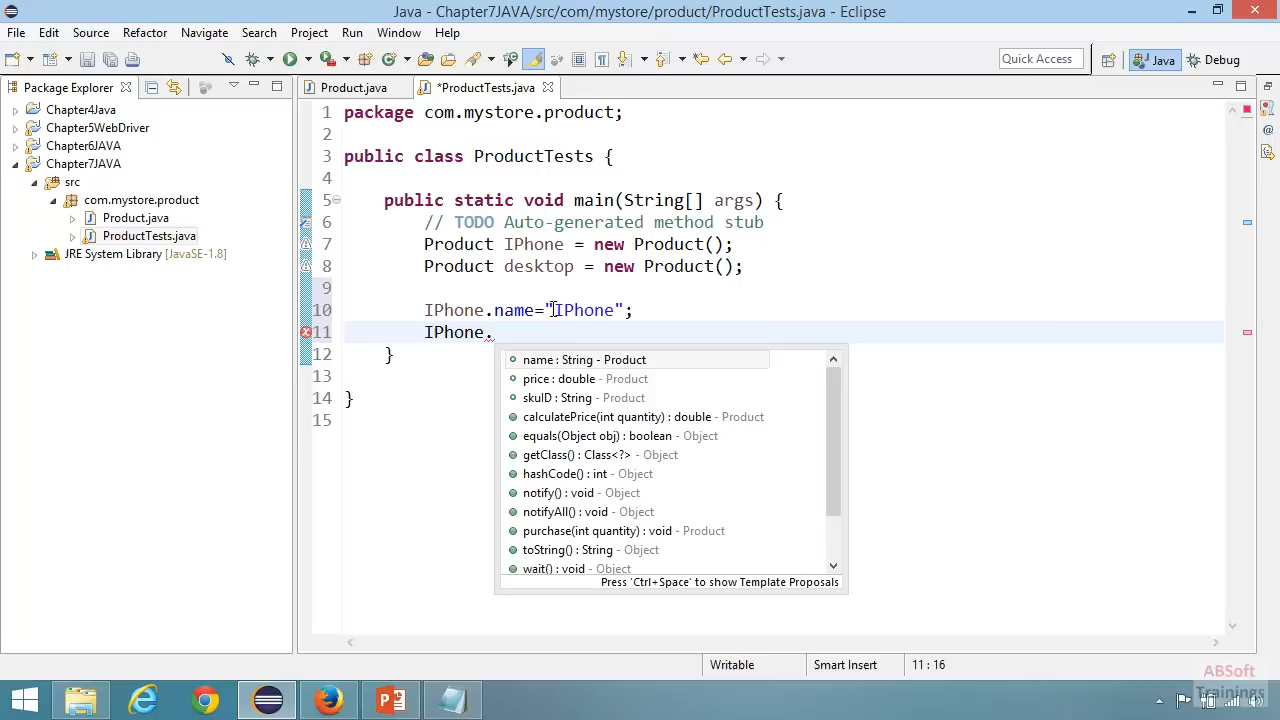 Java - Chapter7JAVA/src/com/mystore/product/ProductTests.java - Eclipse
File Edit Source Refactor Navigate Search Project Run Window Help
Quick Access Java Debug
Package Explorer
Chapter4Java
Chapter5WebDriver
Chapter6JAVA
Chapter7JAVA
src
com.mystore.product
Product.java
ProductTests.java
JRE System Library [JavaSE-1.8]
Product.java *ProductTests.java
1 package com.mystore.product;
2
3 public class ProductTests {
4
5 public static void main(String[] args) {
6 // TODO Auto-generated method stub
7 Product IPhone = new Product();
8 Product desktop = new Product();
9
10 IPhone.name="IPhone";
11 IPhone.
12 }
13
14 }
15
name : String - Product
price : double - Product
skuID : String - Product
calculatePrice(int quantity) : double - Product
equals(Object obj) : boolean - Object
getClass() : Class<?> - Object
hashCode() : int - Object
notify() : void - Object
notifyAll() : void - Object
purchase(int quantity) : void - Product
toString() : String - Object
wait() : void - Object
Press 'Ctrl+Space' to show Template Proposals
Writable Smart Insert 11 : 16
ABSoft
Trainings